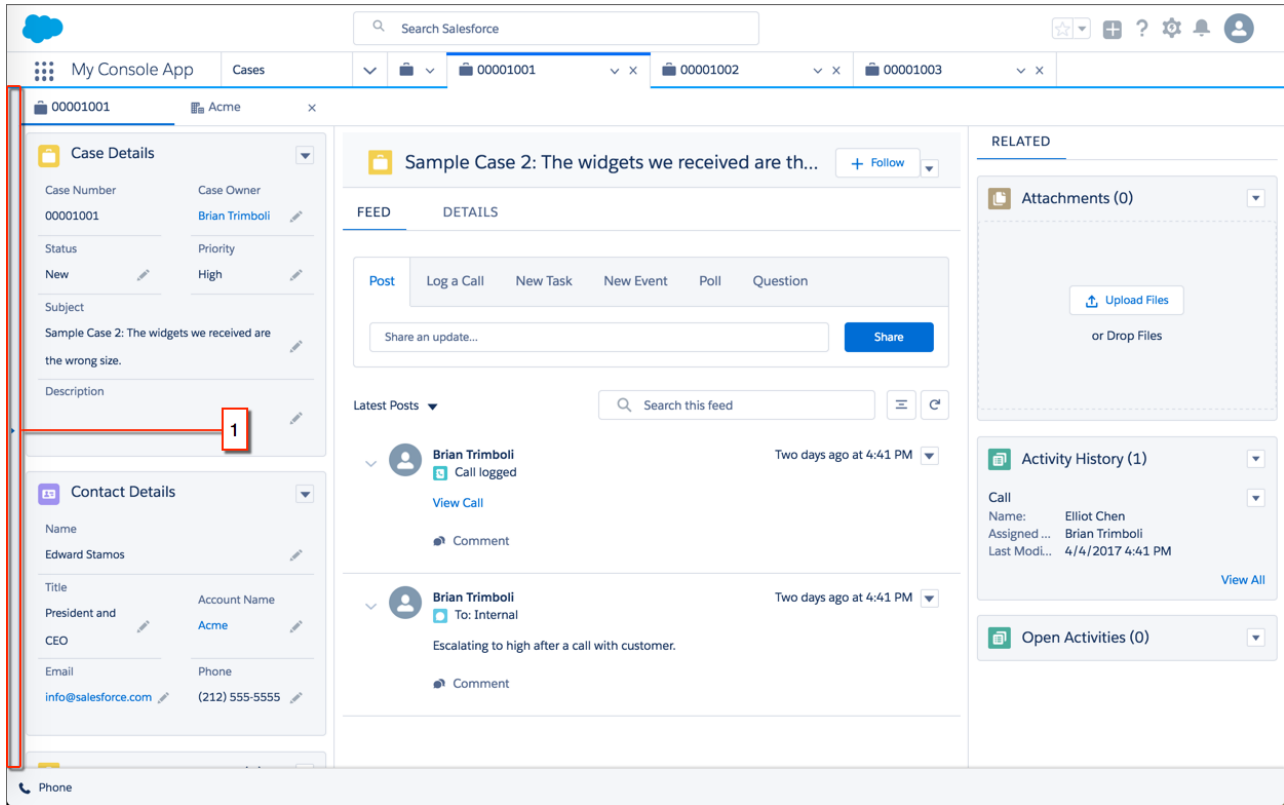 Search Salesforce
My Console App
Cases
00001001
00001002
00001003
00001001
Acme
Case Details
Case Number
Case Owner
00001001
Brian Trimboli
Status
Priority
New
High
Subject
Sample Case 2: The widgets we received are
the wrong size.
Description
1
Contact Details
Name
Edward Stamos
Title
President and
CEO
Account Name
Acme
Email
Phone
info@salesforce.com
(212) 555-5555
Sample Case 2: The widgets we received are th...
+ Follow
FEED
DETAILS
Post
Log a Call
New Task
New Event
Poll
Question
Share an update...
Share
Latest Posts
Search this feed
Brian Trimboli
Two days ago at 4:41 PM
Call logged
View Call
Comment
Brian Trimboli
Two days ago at 4:41 PM
To: Internal
Escalating to high after a call with customer.
Comment
RELATED
Attachments (0)
Upload Files
or Drop Files
Activity History (1)
Call
Name: Elliot Chen
Assigned ... Brian Trimboli
Last Modi... 4/4/2017 4:41 PM
View All
Open Activities (0)
Phone